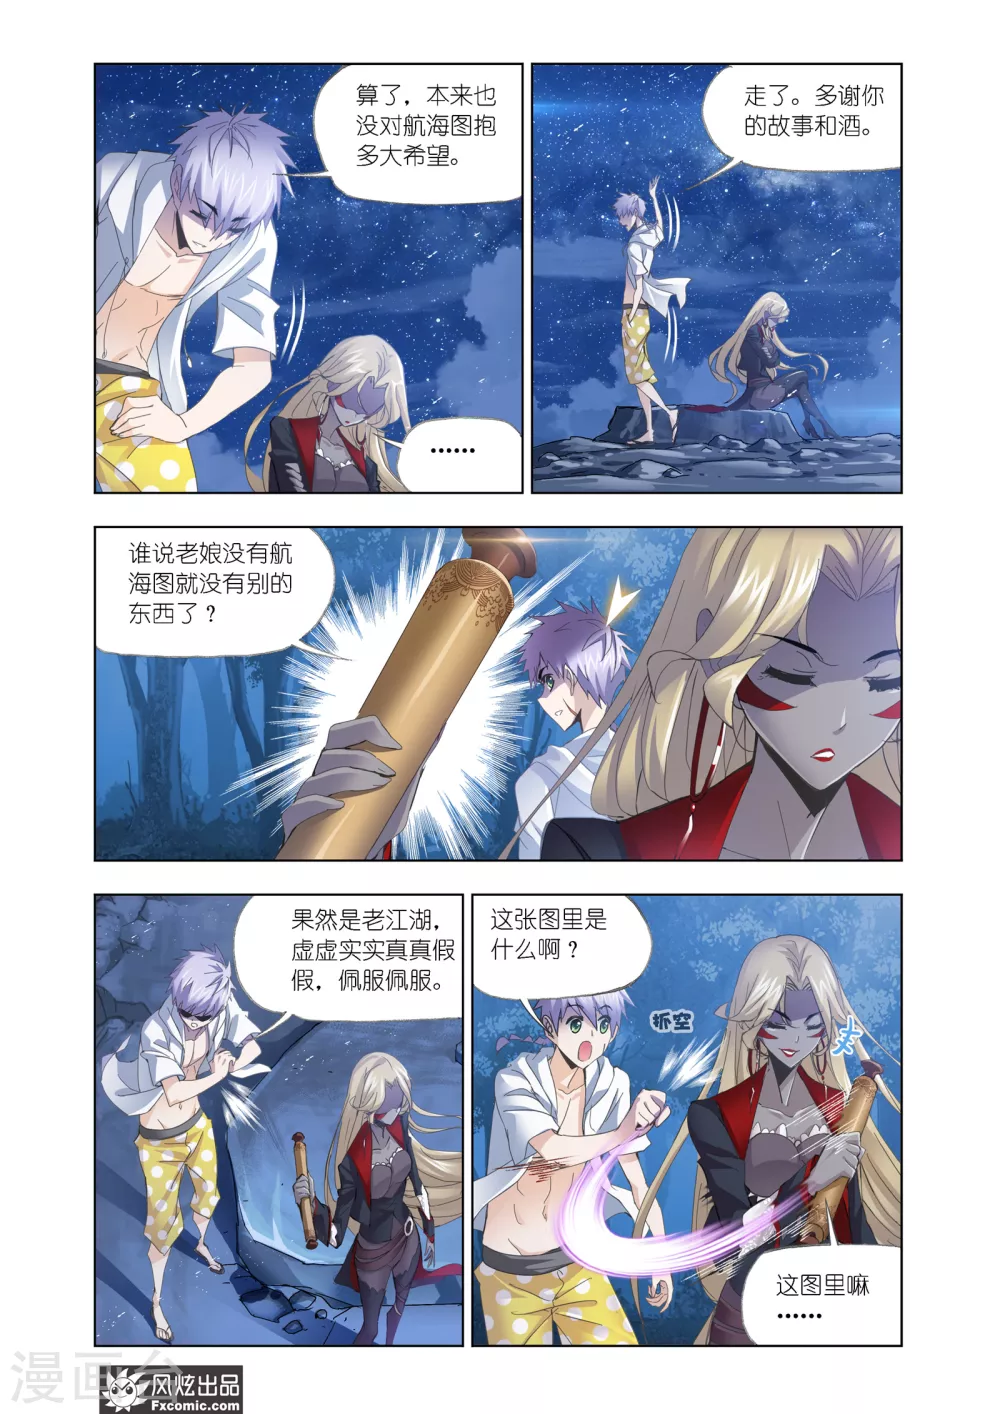 算了，本来也
没对航海图抱
多大希望。
······
走了。多谢你
的故事和酒。
谁说老娘没有航
海图就没有别的
东西了？
果然是老江湖，
虚虚实实真真假
假，佩服佩服。
这张图里是
什么啊？
抓空
这图里嘛
······
漫画台
风炫出品
Fxcomic.com